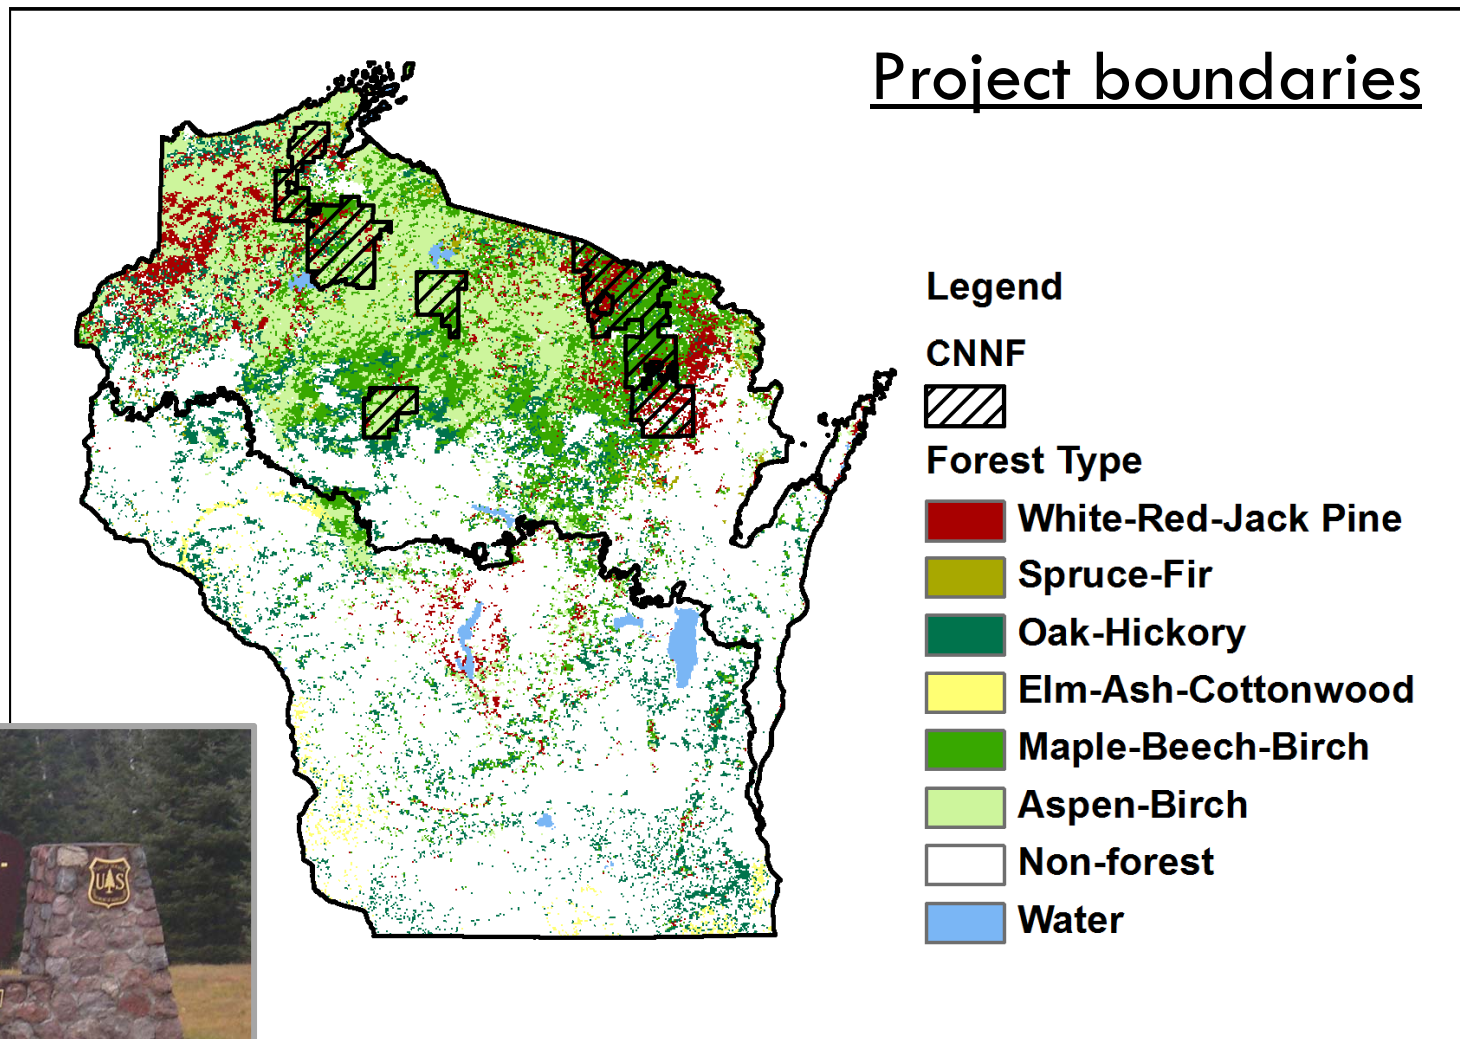 Project boundaries
Legend
CNNF
Forest Type
White-Red-Jack Pine
Spruce-Fir
Oak-Hickory
Elm-Ash-Cottonwood
Maple-Beech-Birch
Aspen-Birch
Non-forest
Water
U S